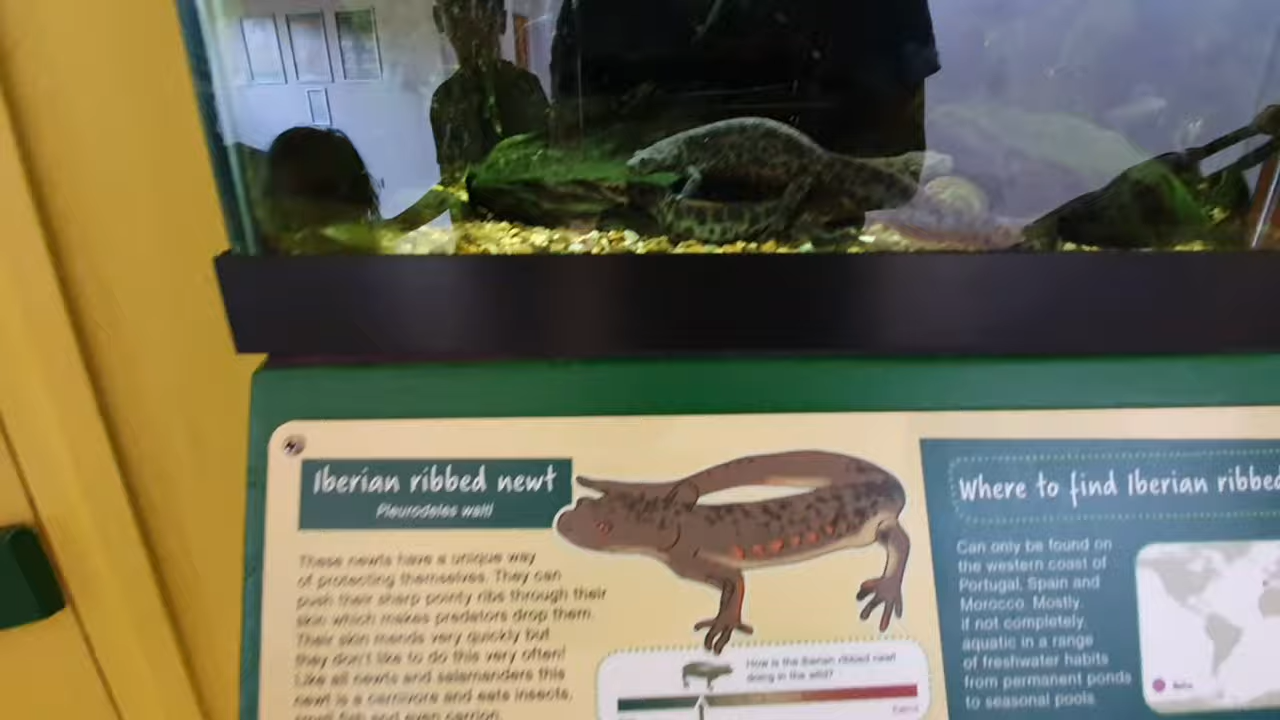 Iberian ribbed newt
Pleurodeles waltl
These newts have a unique way
of protecting themselves. They can
push their sharp pointy ribs through their
skin which makes predators drop them.
Their skin mends very quickly but
they don't like to do this very often!
Like all newts and salamanders this
newt is a carnivore and eats insects,
small fish and even carrion.
How is the Iberian ribbed newt
doing in the wild?
Where to find Iberian ribbed
Can only be found on
the western coast of
Portugal, Spain and
Morocco. Mostly,
if not completely,
aquatic in a range
of freshwater habits
from permanent ponds
to seasonal pools.